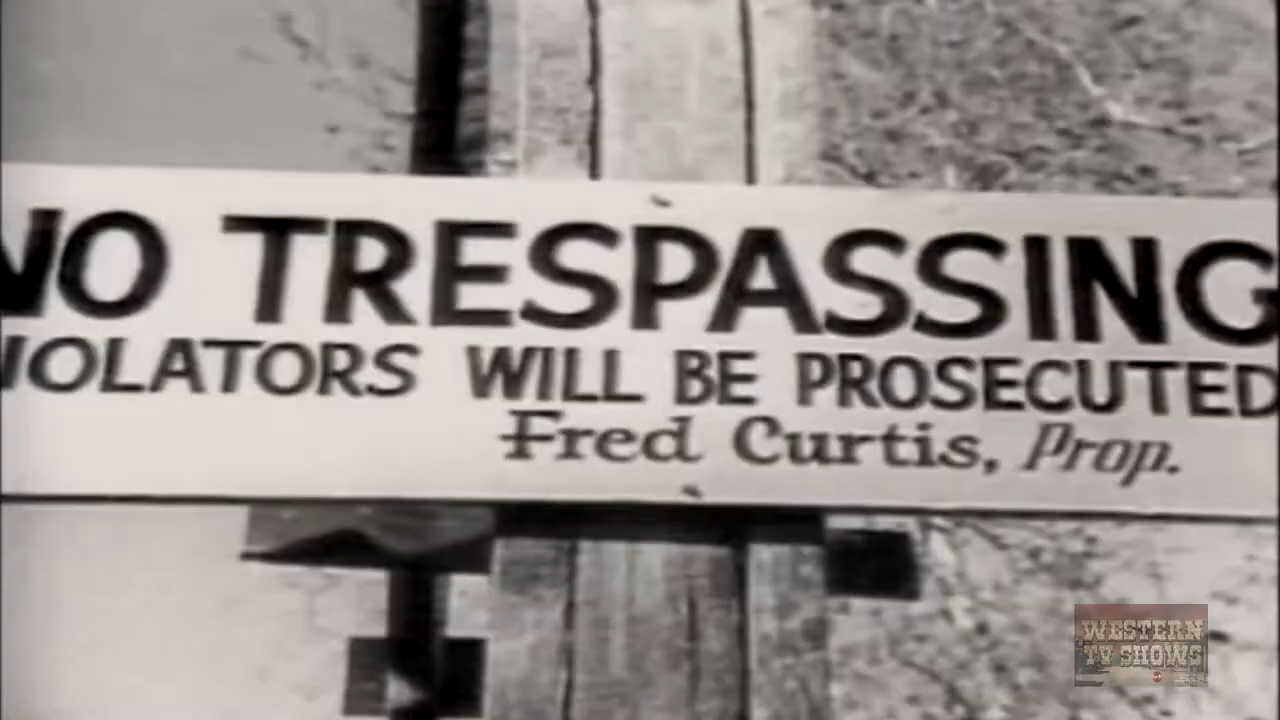 NO TRESPASSING
VIOLATORS WILL BE PROSECUTED
Fred Curtis, Prop.
WESTERN
TV SHOWS